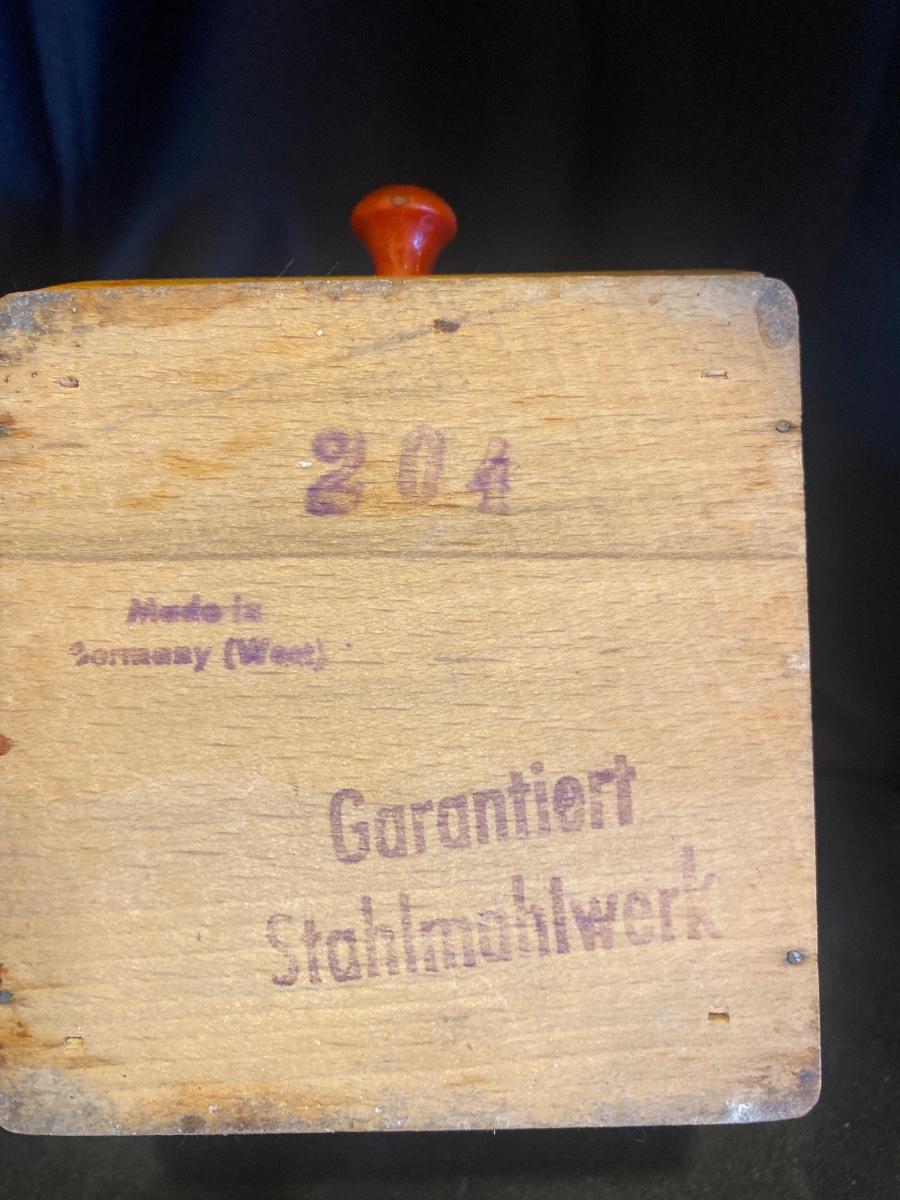 204
Made in
Germany (West)
Garantiert
Stahlmahlwerk